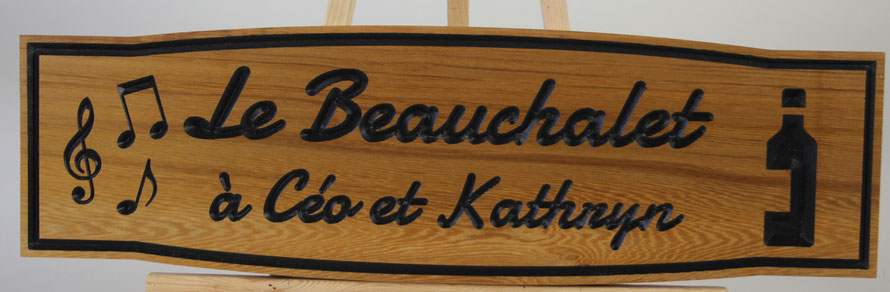 Le Beauchalet
à Céo et Kathryn